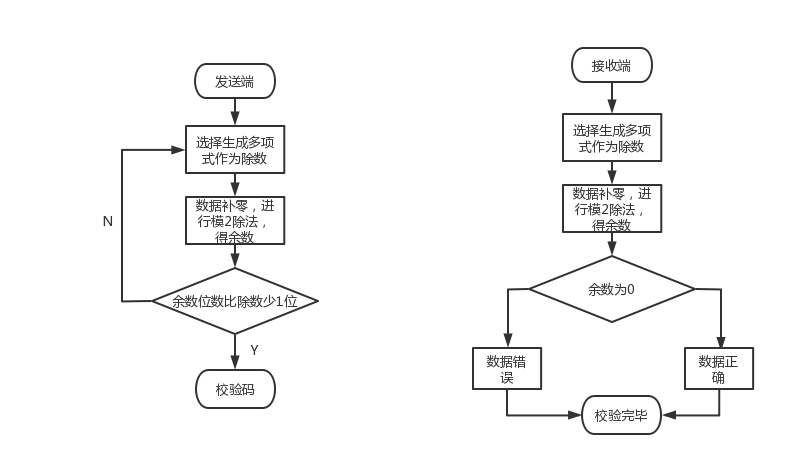 发送端
选择生成多项
式作为除数
数据补零，进
行模2除法，
得余数
N
余数位数比除数少1位
Y
校验码
接收端
选择生成多项
式作为除数
数据补零，进
行模2除法，
得余数
余数为0
数据错
误
数据正
确
校验完毕